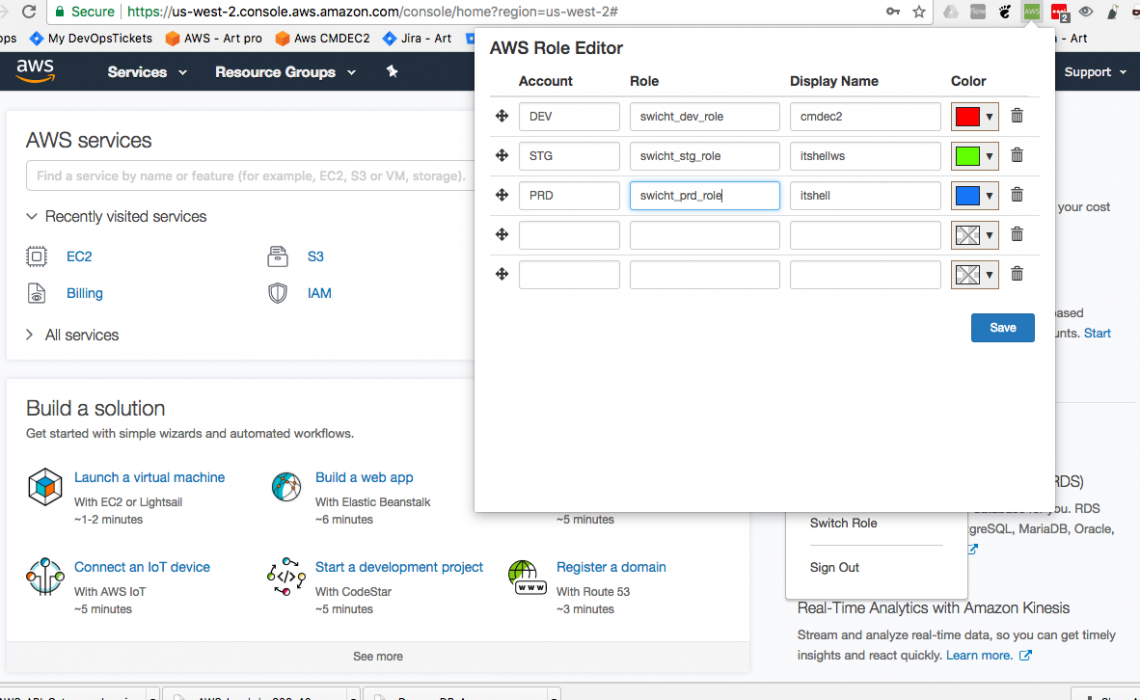 Secure https://us-west-2.console.aws.amazon.com/console/home?region=us-west-2#
ops My DevOpsTickets AWS - Art pro Aws CMDEC2 Jira - Art - Art
aws Services Resource Groups Support
AWS Role Editor
Account Role Display Name Color
DEV swicht_dev_role cmdec2
STG swicht_stg_role itshellws
PRD swicht_prd_role itshell
Save
AWS services
Find a service by name or feature (for example, EC2, S3 or VM, storage).
Recently visited services
EC2 S3
Billing IAM
All services
your cost
Start
Build a solution
Get started with simple wizards and automated workflows.
Launch a virtual machine
With EC2 or Lightsail
~1-2 minutes
Build a web app
With Elastic Beanstalk
~6 minutes
~5 minutes
Connect an IoT device
With AWS IoT
~5 minutes
Start a development project
With CodeStar
~5 minutes
Register a domain
With Route 53
~3 minutes
www
See more
Switch Role
Sign Out
you. RDS
MariaDB, Oracle,
Real-Time Analytics with Amazon Kinesis
Stream and analyze real-time data, so you can get timely
insights and react quickly. Learn more.